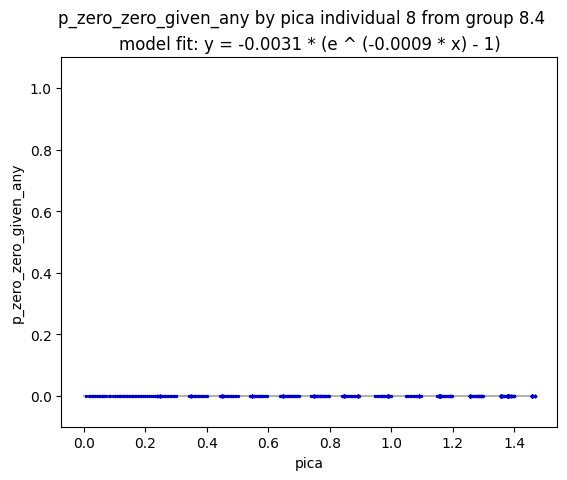 p_zero_zero_given_any by pica individual 8 from group 8.4
model fit: y = -0.0031 * (e ^ (-0.0009 * x) - 1)
1.0
0.8
0.6
0.4
0.2
0.0
p_zero_zero_given_any
0.0 0.2 0.4 0.6 0.8 1.0 1.2 1.4
pica